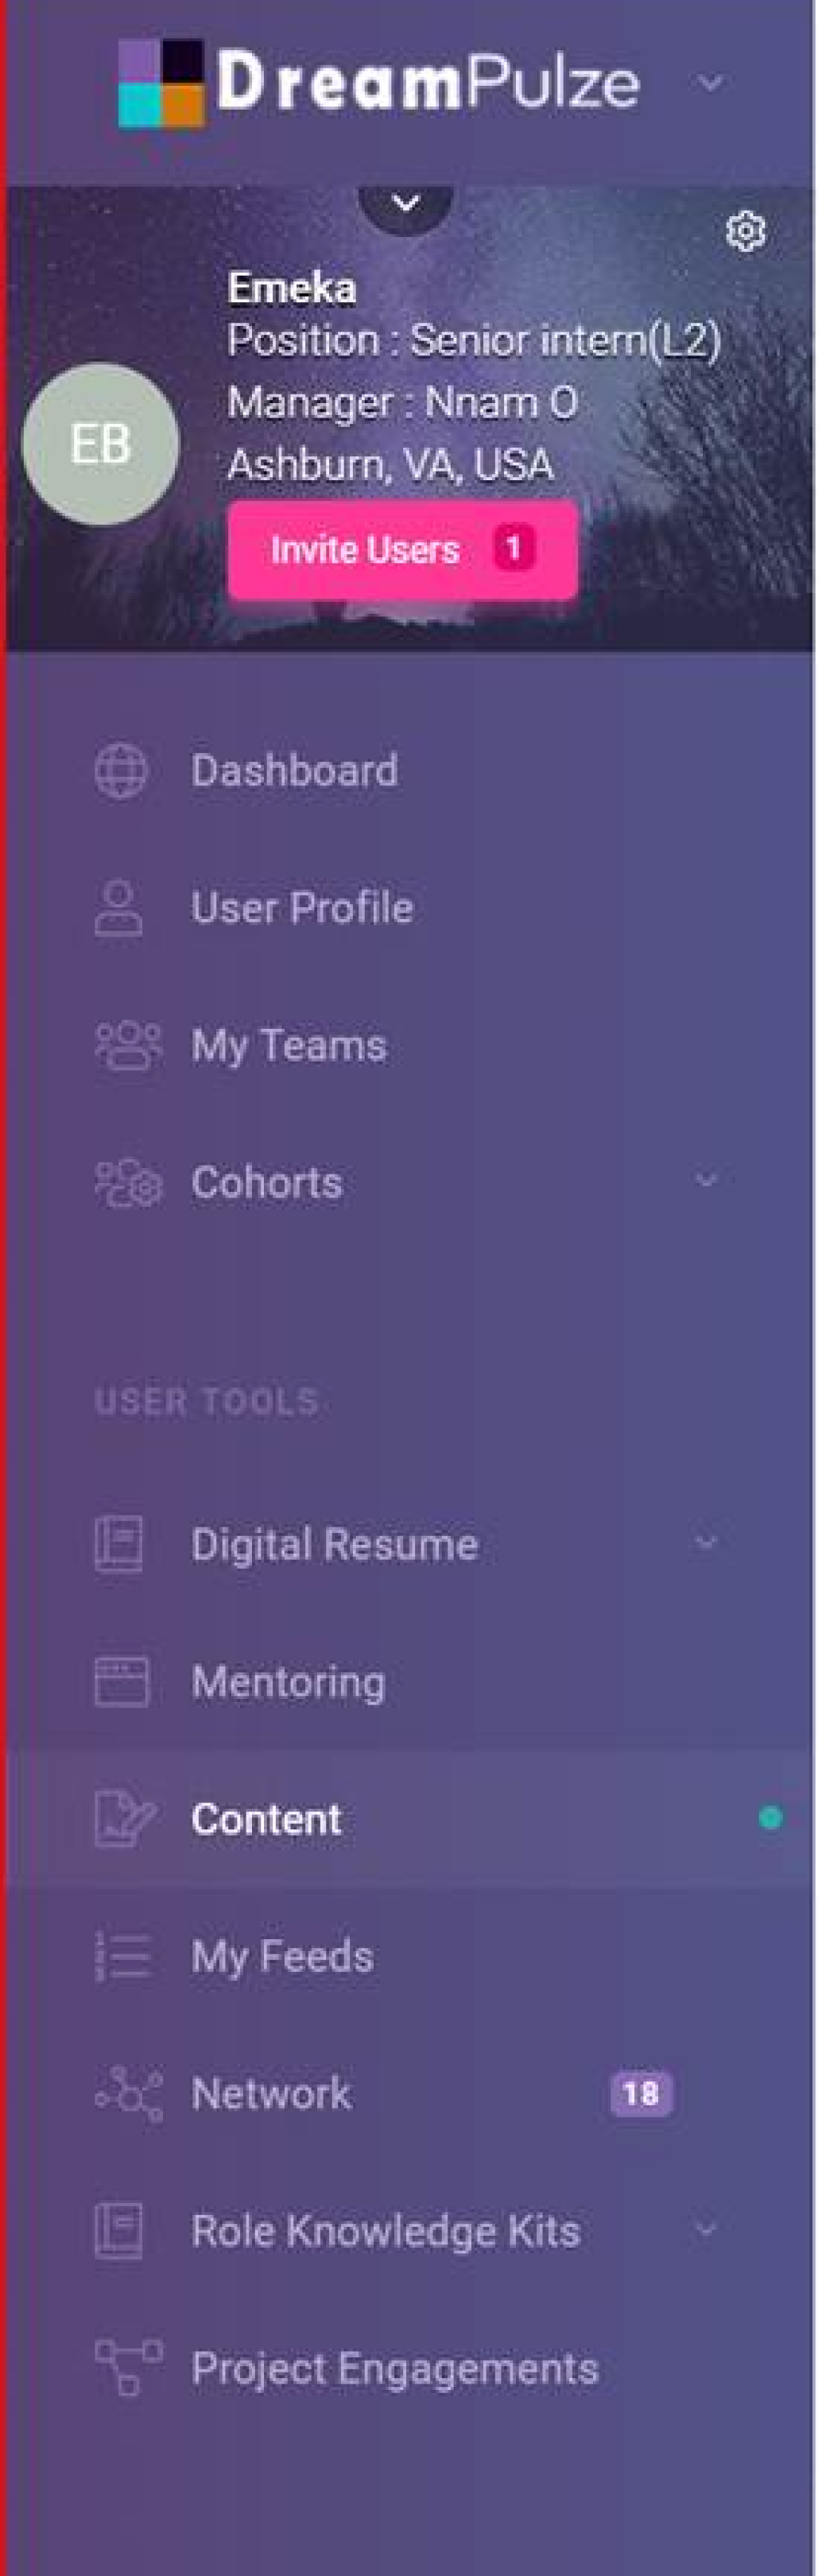 DreamPulze
Emeka
Position : Senior intern(L2)
Manager : Nnam O
EB
Ashburn, VA, USA
Invite Users 1
Dashboard
User Profile
My Teams
Cohorts
USER TOOLS
Digital Resume
Mentoring
Content
My Feeds
Network 18
Role Knowledge Kits
Project Engagements